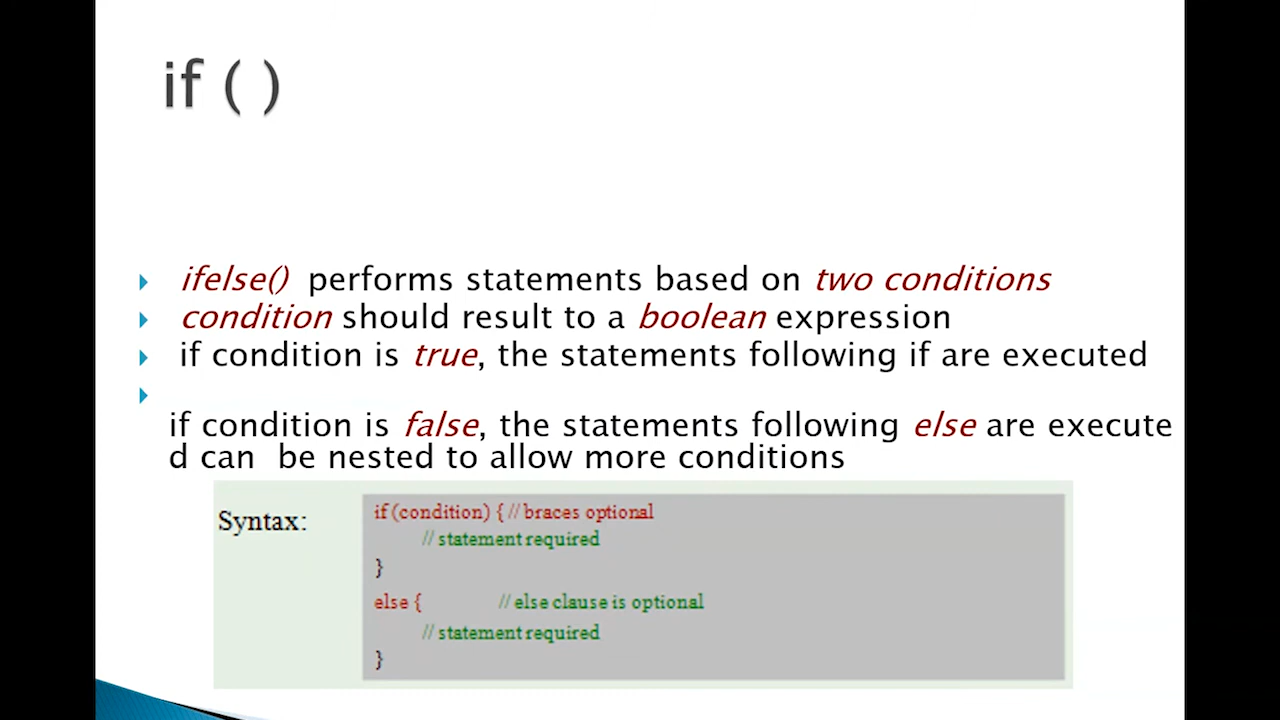 if ( )
ifelse() performs statements based on two conditions
condition should result to a boolean expression
if condition is true, the statements following if are executed
if condition is false, the statements following else are execute
d can be nested to allow more conditions
Syntax:
if (condition) { // braces optional
// statement required
}
else { // else clause is optional
// statement required
}